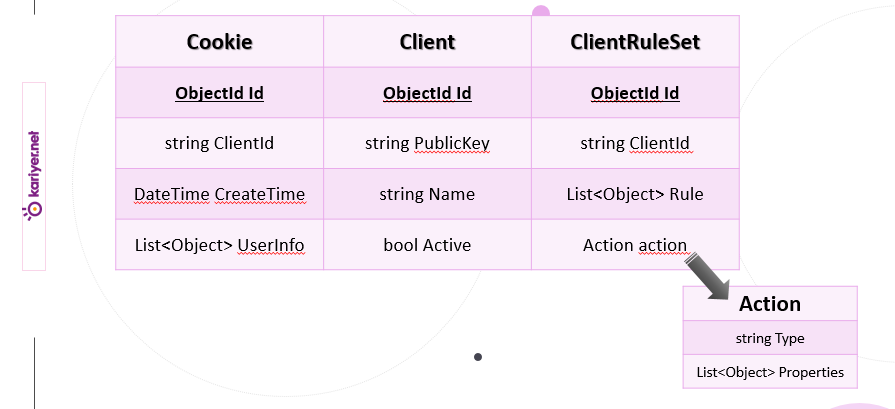 Cookie Client ClientRuleSet
ObjectId Id ObjectId Id ObjectId Id
string ClientId string PublicKey string ClientId
DateTime CreateTime string Name List<Object> Rule
List<Object> UserInfo bool Active Action action
kariyer.net
Action
string Type
List<Object> Properties